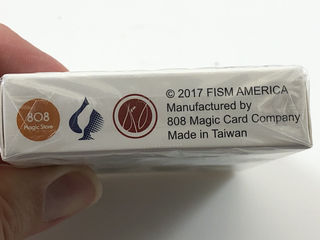 808
Magic Store
© 2017 FISM AMERICA
Manufactured by
808 Magic Card Company
Made in Taiwan